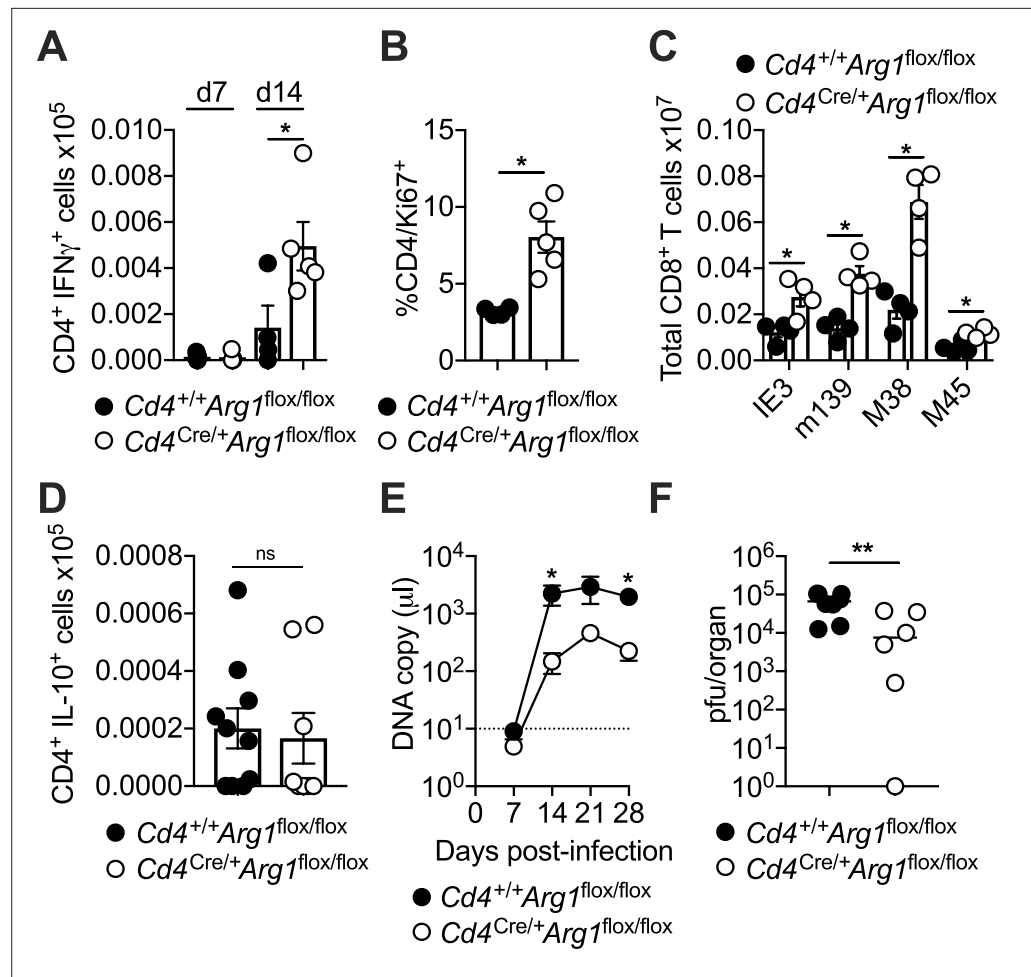 A
d7 d14
*
CD4⁺ IFNγ⁺ cells x10⁵
0.010
0.008
0.006
0.004
0.002
0.000
Cd4⁺/⁺Arg1flox/flox
Cd4Cre/⁺Arg1flox/flox
B
*
%CD4/Ki67⁺
15
10
5
0
Cd4⁺/⁺Arg1flox/flox
Cd4Cre/⁺Arg1flox/flox
C
Cd4⁺/⁺Arg1flox/flox
Cd4Cre/⁺Arg1flox/flox
Total CD8⁺ T cells x10⁷
0.10
0.08
0.06
0.04
0.02
0.00
* * * *
IE3 m139 M38 M45
D
ns
CD4⁺ IL-10⁺ cells x10⁵
0.0008
0.0006
0.0004
0.0002
0.0000
Cd4⁺/⁺Arg1flox/flox
Cd4Cre/⁺Arg1flox/flox
E
* *
DNA copy (µl)
10⁴
10³
10²
10¹
10⁰
0 7 14 21 28
Days post-infection
Cd4⁺/⁺Arg1flox/flox
Cd4Cre/⁺Arg1flox/flox
F
**
pfu/organ
10⁶
10⁵
10⁴
10³
10²
10¹
10⁰
Cd4⁺/⁺Arg1flox/flox
Cd4Cre/⁺Arg1flox/flox